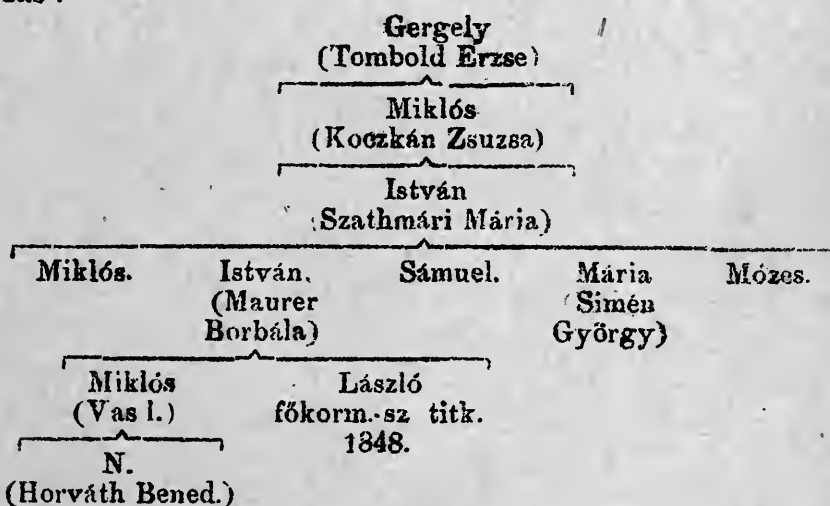 Gergely
(Tombold Erzse)
Miklós
(Koczkán Zsuzsa)
István
(Szathmári Mária)
Miklós. István. Sámuel. Mária Mózes.
(Maurer (Simén
Borbála) György)
Miklós László
(Vas l.) főkorm.-sz titk.
1848.
N.
(Horváth Bened.)